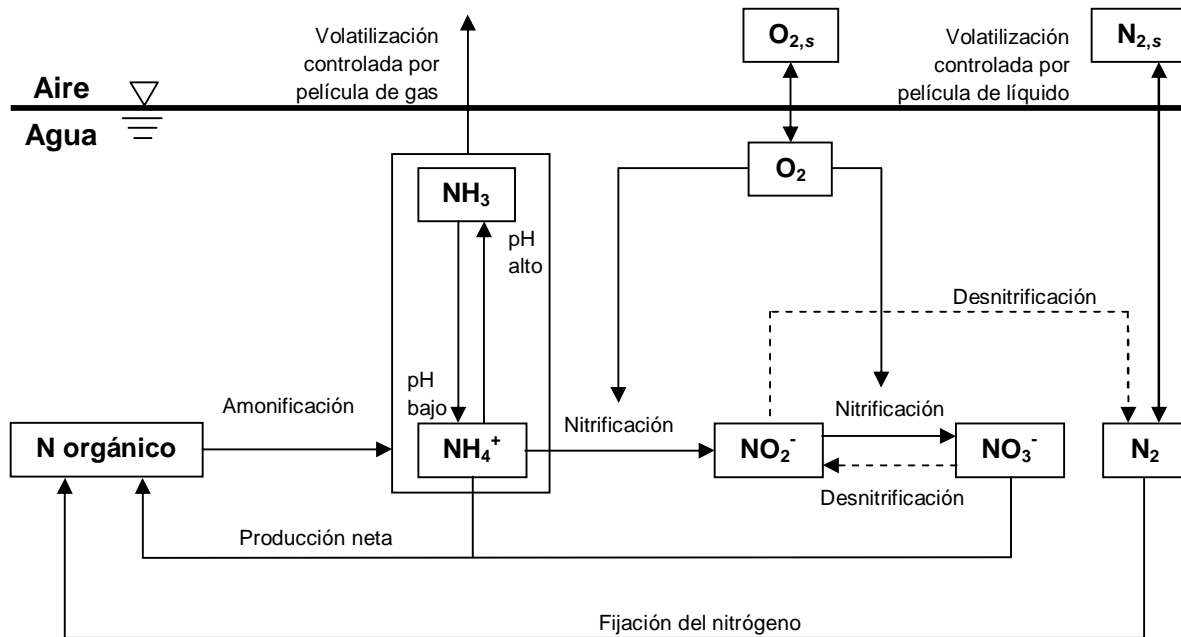 Volatilización
controlada por
película de gas
O₂,s
Volatilización
controlada por
película de líquido
N₂,s
Aire
Agua
O₂
NH₃
pH
alto
Desnitrificación
pH
bajo
Amonificación
Nitrificación
Nitrificación
N orgánico
NH₄⁺
NO₂⁻
NO₃⁻
N₂
Desnitrificación
Producción neta
Fijación del nitrógeno